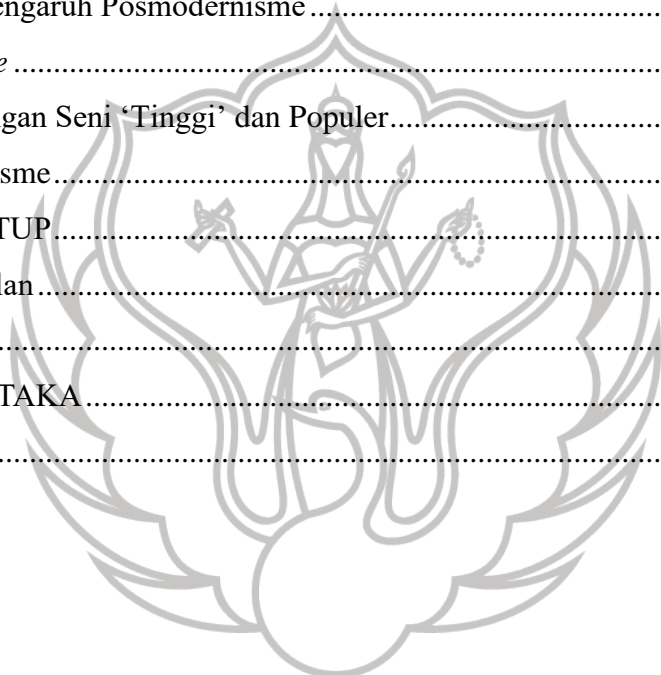 engaruh Posmodernisme ........................................
e ................................................................................
gan Seni ‘Tinggi’ dan Populer..................................
sme............................................................................
TUP............................................................................
lan ..............................................................................
....................................................................................
TAKA ........................................................................
....................................................................................